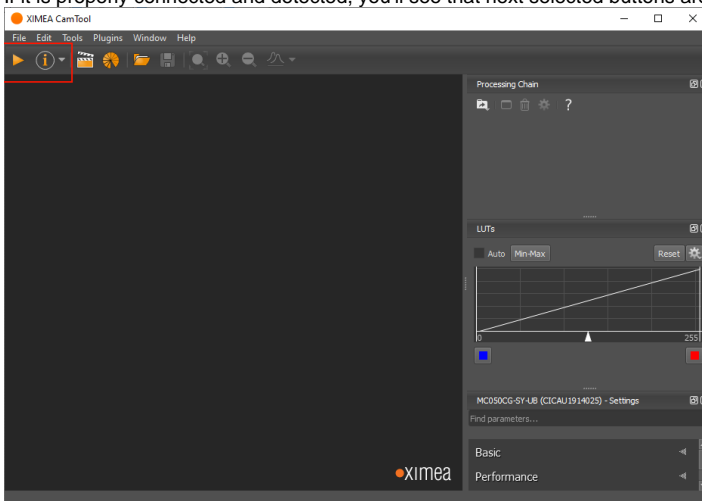 If it is properly connected and detected, you'll see that next selected buttons are
XIMEA CamTool
File Edit Tools Plugins Window Help
Processing Chain
?
LUTs
Auto Min-Max Reset
0 255
MC050CG-SY-UB (CICAU1914025) - Settings
Find parameters...
Basic
Performance
ximea